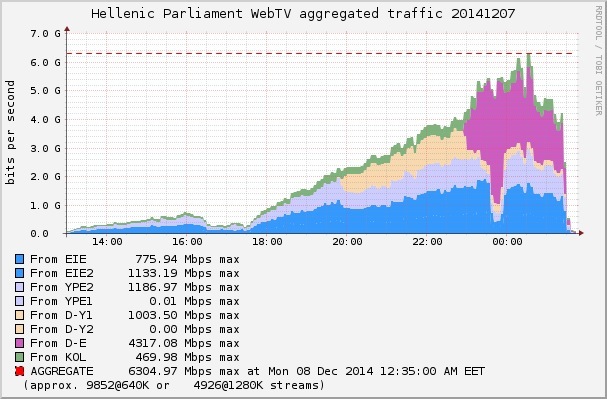 Hellenic Parliament WebTV aggregated traffic 20141207
RRDTOOL / TOBI OETIKER
bits per second
7.0 G
6.0 G
5.0 G
4.0 G
3.0 G
2.0 G
1.0 G
0.0
14:00 16:00 18:00 20:00 22:00 00:00
From EIE 775.94 Mbps max
From EIE2 1133.19 Mbps max
From YPE2 1186.97 Mbps max
From YPE1 0.01 Mbps max
From D-Y1 1003.50 Mbps max
From D-Y2 0.00 Mbps max
From D-E 4317.08 Mbps max
From KOL 469.98 Mbps max
AGGREGATE 6304.97 Mbps max at Mon 08 Dec 2014 12:35:00 AM EET
(approx. 9852@640K or 4926@1280K streams)